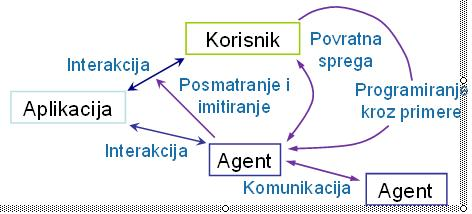 Korisnik
Povratna
sprega
Interakcija
Posmatranje i
imitiranje
Programiranje
kroz primere
Aplikacija
Interakcija
Agent
Komunikacija
Agent